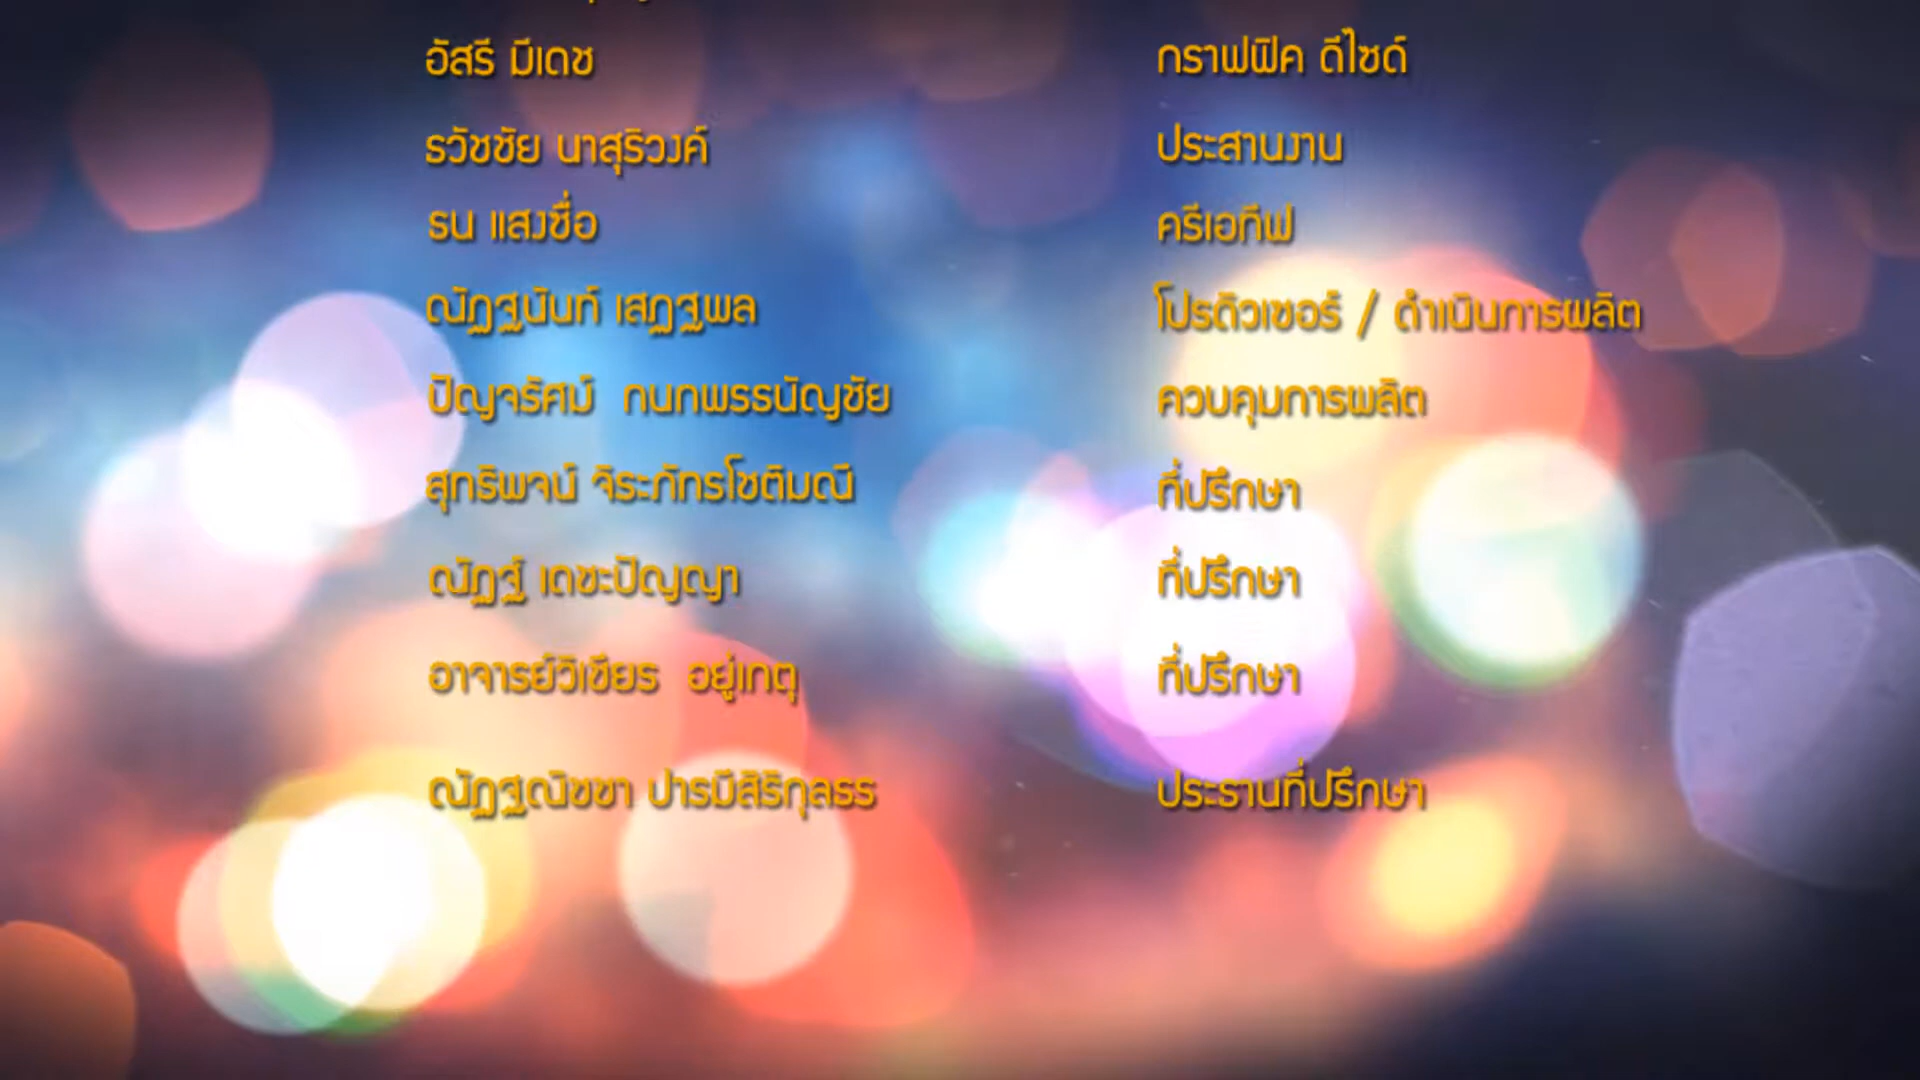 อัสรี มีเดช กราฟฟิค ดีไซด์
ธวัชชัย นาสุริวงค์ ประสานงาน
ธน แสงชื่อ ครีเอทีฟ
ณัฏฐนันท์ เสฏฐพล โปรดิวเซอร์ / ดำเนินการผลิต
ปัญจรัศม์ กนกพรรธนัญชัย ควบคุมการผลิต
สุทธิพจน์ จิระภัทรโชติมณี ที่ปรึกษา
ณัฏฐ์ เดชะปัญญา ที่ปรึกษา
อาจารย์วิเชียร อยู่เกตุ ที่ปรึกษา
ณัฏฐณิชชา ปารมีสิริกุลธร ประธานที่ปรึกษา